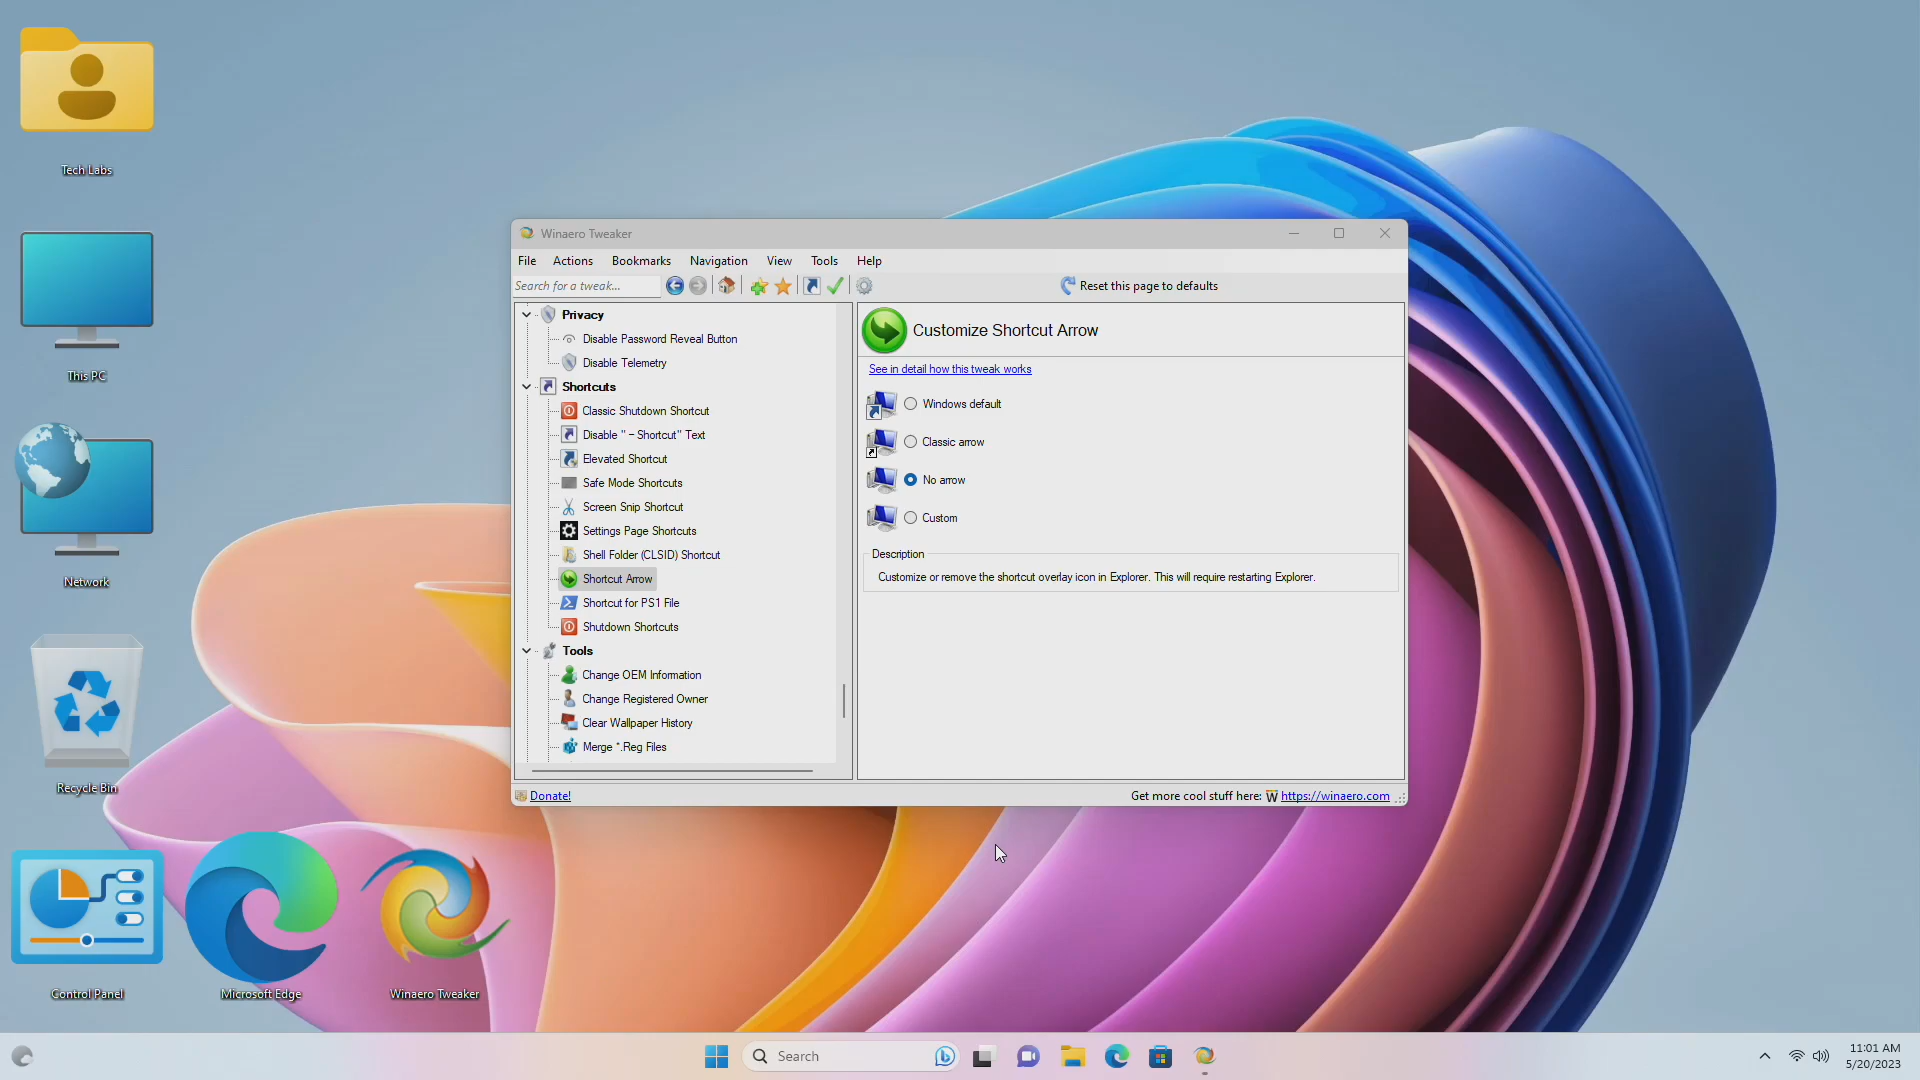 Tech Labs
This PC
Network
Recycle Bin
Control Panel
Microsoft Edge
Winaero Tweaker
Winaero Tweaker
File Actions Bookmarks Navigation View Tools Help
Search for a tweak...
Reset this page to defaults
Privacy
Disable Password Reveal Button
Disable Telemetry
Shortcuts
Classic Shutdown Shortcut
Disable " – Shortcut" Text
Elevated Shortcut
Safe Mode Shortcuts
Screen Snip Shortcut
Settings Page Shortcuts
Shell Folder (CLSID) Shortcut
Shortcut Arrow
Shortcut for PS1 File
Shutdown Shortcuts
Tools
Change OEM Information
Change Registered Owner
Clear Wallpaper History
Merge *.Reg Files
Customize Shortcut Arrow
See in detail how this tweak works
Windows default
Classic arrow
No arrow
Custom
Description
Customize or remove the shortcut overlay icon in Explorer. This will require restarting Explorer.
Donate!
Get more cool stuff here: W https://winaero.com
Search
11:01 AM
5/20/2023